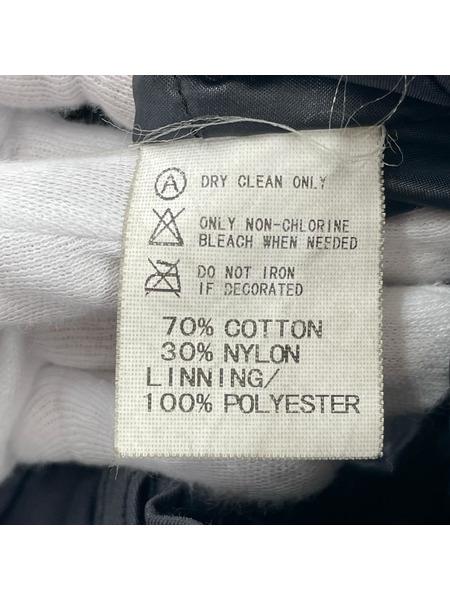 A DRY CLEAN ONLY
ONLY NON-CHLORINE
BLEACH WHEN NEEDED
DO NOT IRON
IF DECORATED
70% COTTON
30% NYLON
LINNING/
100% POLYESTER